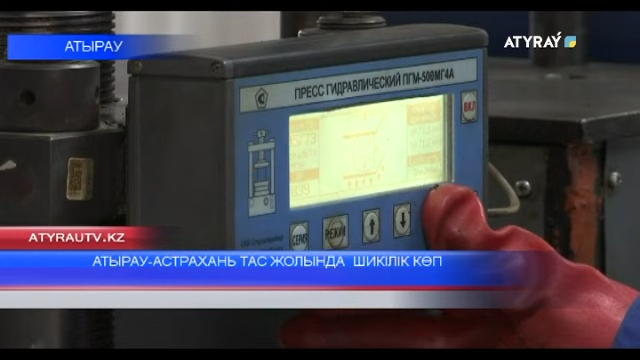 АТЫРАУ
ATYRAÝ
ПРЕСС ГИДРАВЛИЧЕСКИЙ ПГМ-500МГ4А
ВКЛ
СЕРИЯ
РЕЖИМ
ATYRAUTV.KZ
АТЫРАУ-АСТРАХАНЬ ТАС ЖОЛЫНДА ШИКІЛІК КӨП